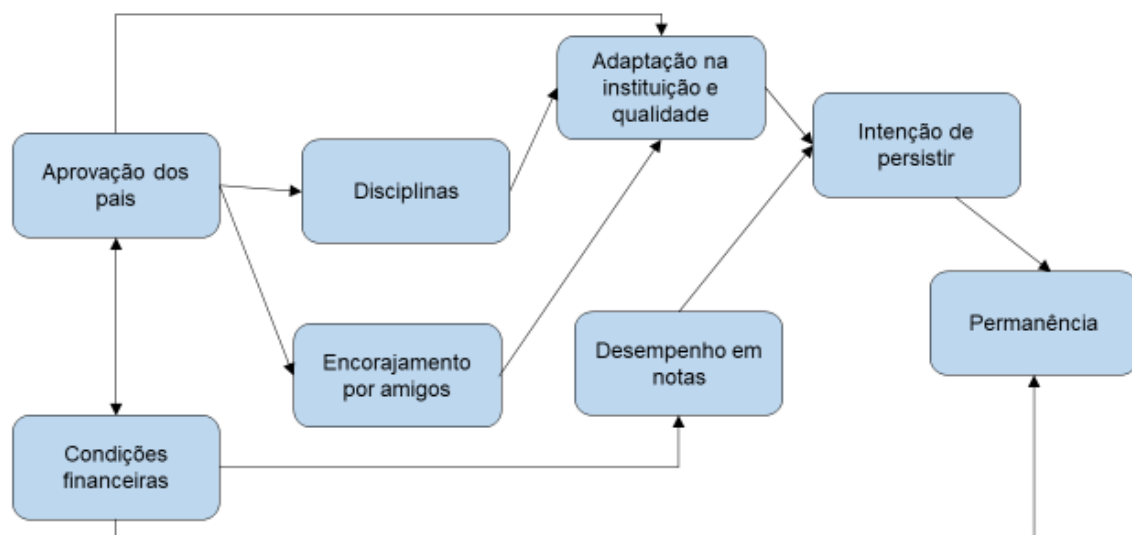 Adaptação na
instituição e
qualidade
Intenção de
persistir
Aprovação dos
pais
Disciplinas
Permanência
Encorajamento
por amigos
Desempenho em
notas
Condições
financeiras